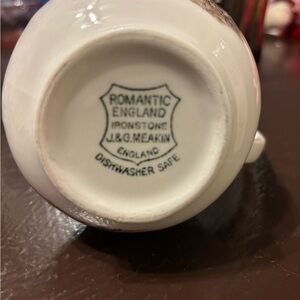 ROMANTIC
ENGLAND
IRONSTONE
J.&G.MEAKIN
ENGLAND
DISHWASHER SAFE